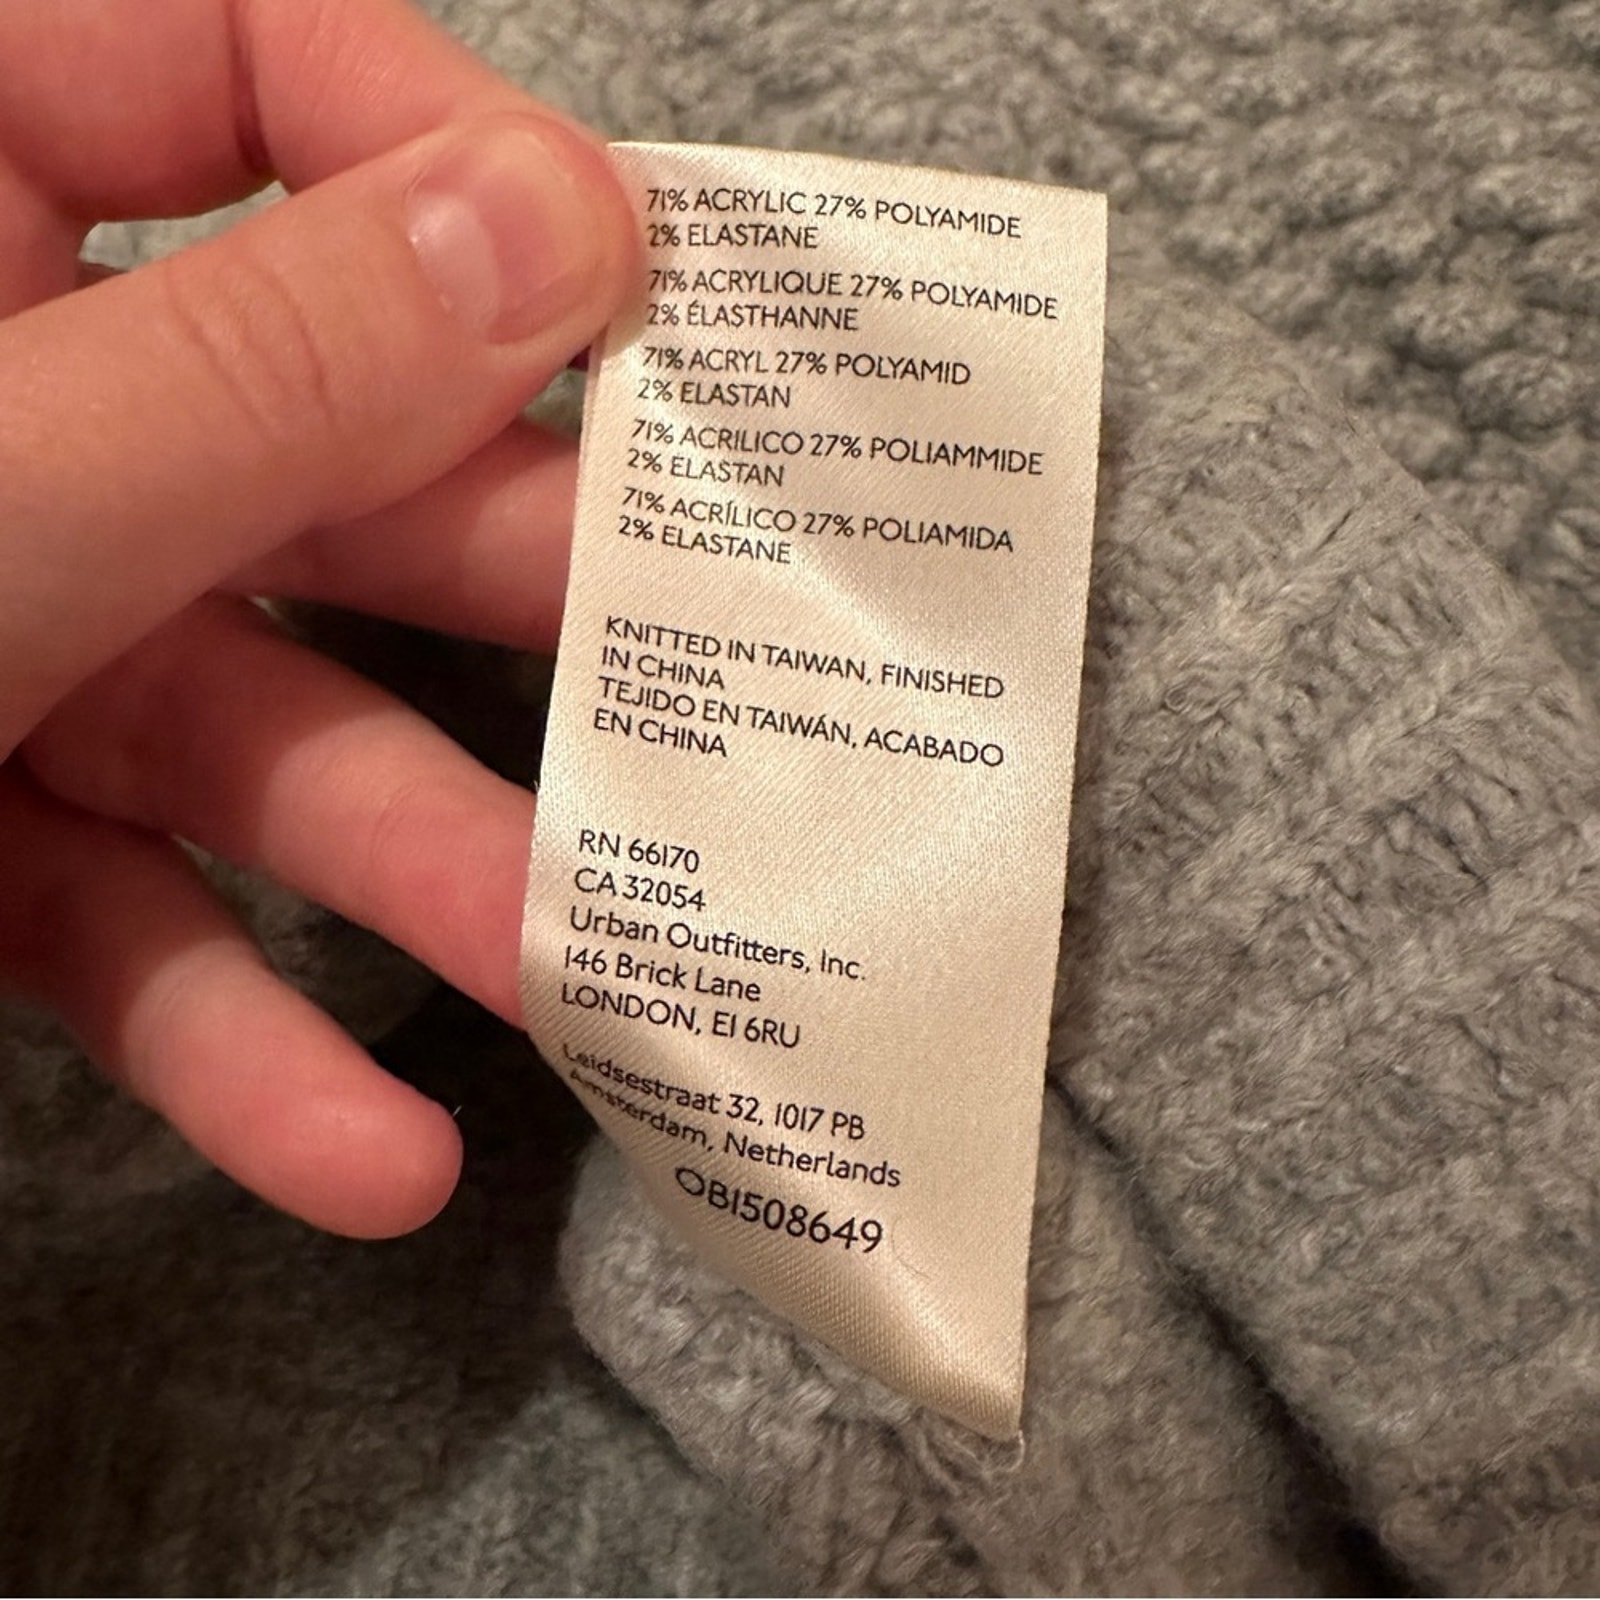 71% ACRYLIC 27% POLYAMIDE
2% ELASTANE
71% ACRYLIQUE 27% POLYAMIDE
2% ÉLASTHANNE
71% ACRYL 27% POLYAMID
2% ELASTAN
71% ACRILICO 27% POLIAMMIDE
2% ELASTAN
71% ACRÍLICO 27% POLIAMIDA
2% ELASTANE
KNITTED IN TAIWAN, FINISHED
IN CHINA
TEJIDO EN TAIWÁN, ACABADO
EN CHINA
RN 66170
CA 32054
Urban Outfitters, Inc.
146 Brick Lane
LONDON, E1 6RU
Leidsestraat 32, 1017 PB
Amsterdam, Netherlands
OB1508649